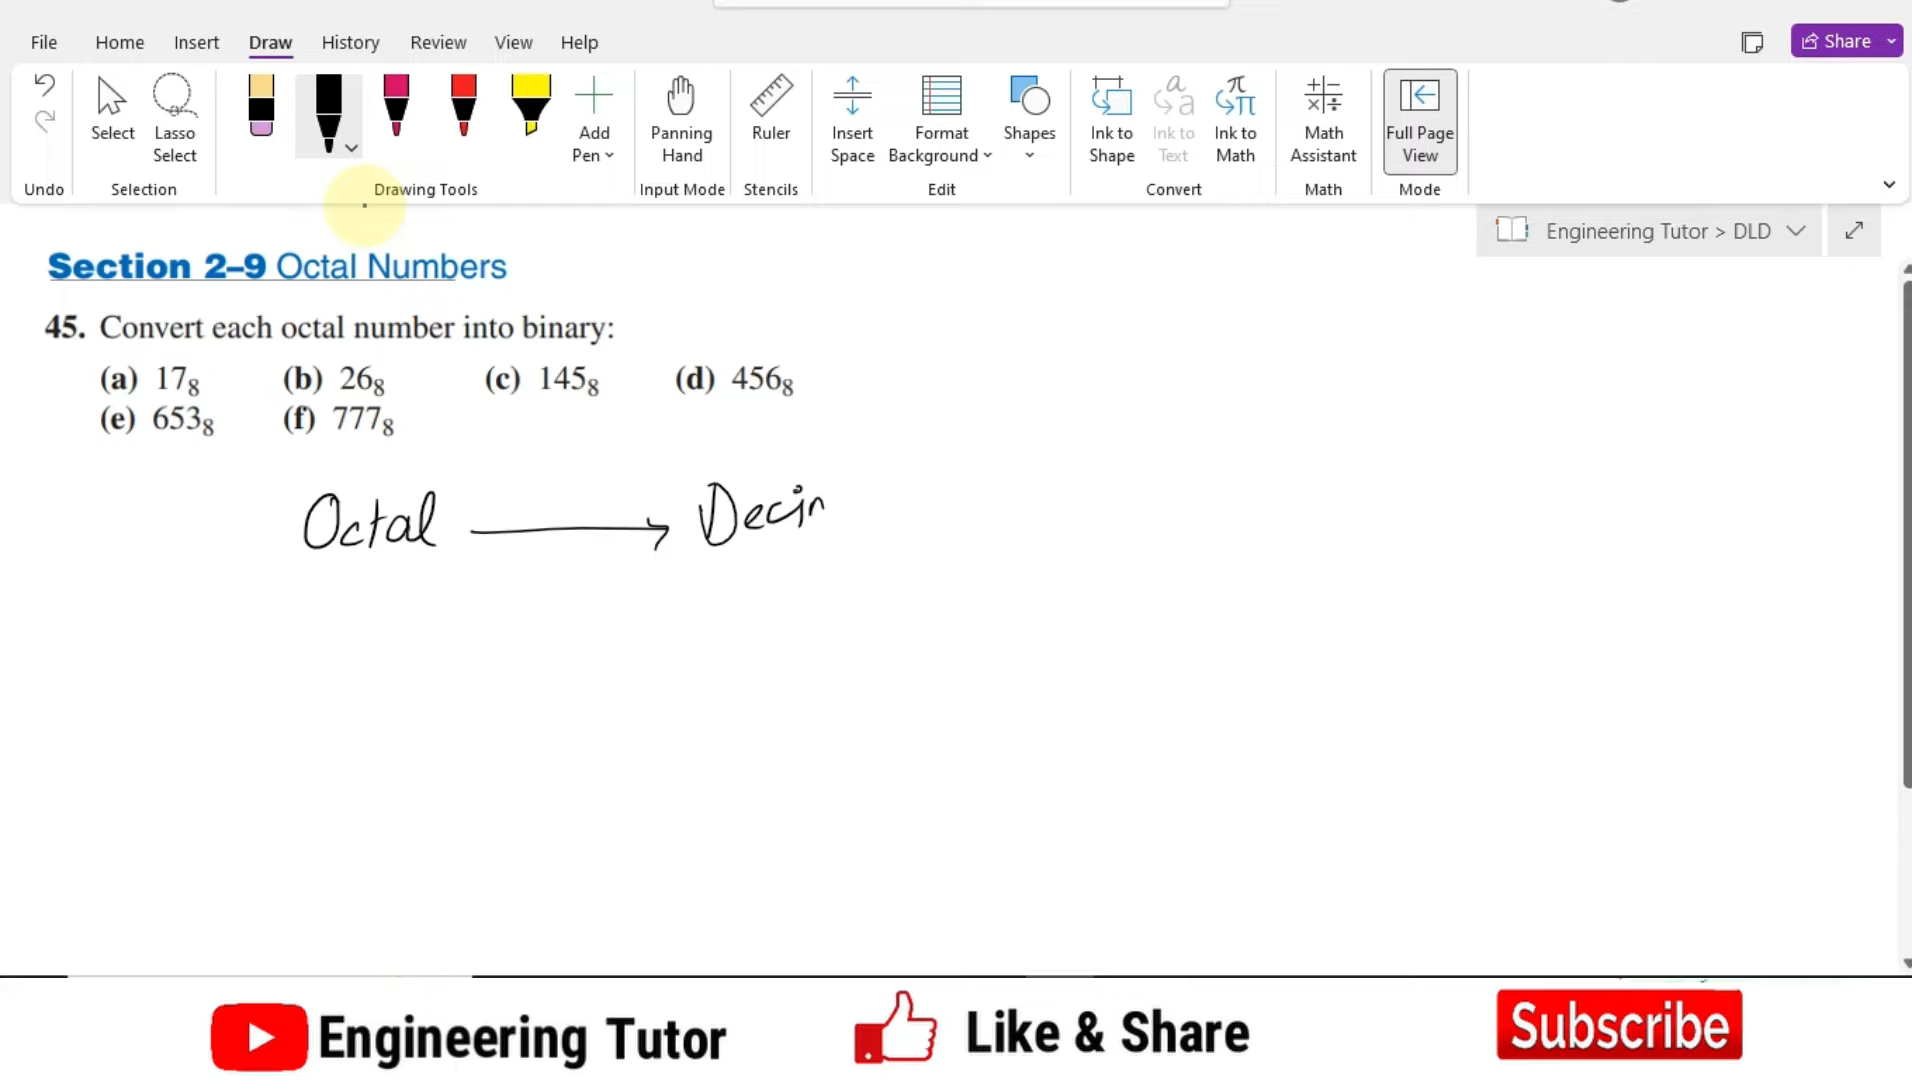 File Home Insert Draw History Review View Help Share
Undo
Select
Lasso Select
Selection
Drawing Tools
Add Pen
Panning Hand
Input Mode
Ruler
Stencils
Insert Space
Format Background
Shapes
Edit
Ink to Shape
Ink to Text
Ink to Math
Convert
Math Assistant
Math
Full Page View
Mode
Engineering Tutor > DLD
Section 2–9 Octal Numbers
45. Convert each octal number into binary:
(a) 17₈ (b) 26₈ (c) 145₈ (d) 456₈
(e) 653₈ (f) 777₈
Octal → Decin
Engineering Tutor Like & Share Subscribe